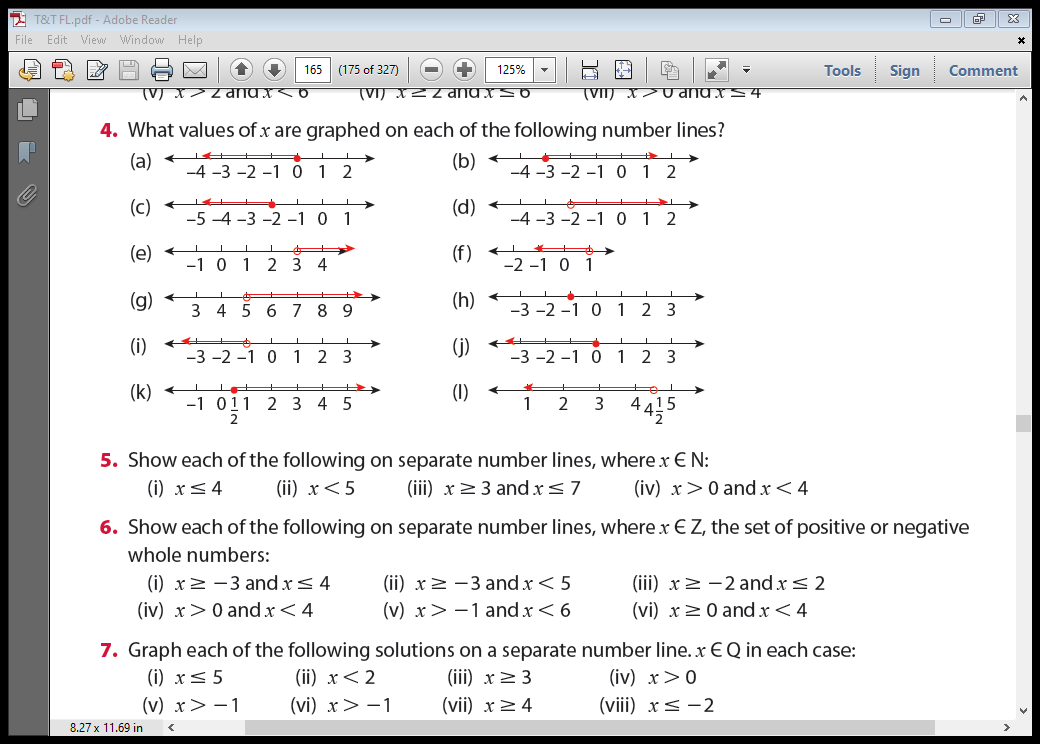 T&T FL.pdf - Adobe Reader
File Edit View Window Help
165 (175 of 327) 125% Tools Sign Comment
(v) x > 2 and x < 6 (vi) x ≥ 2 and x ≤ 6 (vii) x > 0 and x ≤ 4
4. What values of x are graphed on each of the following number lines?
(a) −4 −3 −2 −1 0 1 2 (b) −4 −3 −2 −1 0 1 2
(c) −5 −4 −3 −2 −1 0 1 (d) −4 −3 −2 −1 0 1 2
(e) −1 0 1 2 3 4 (f) −2 −1 0 1
(g) 3 4 5 6 7 8 9 (h) −3 −2 −1 0 1 2 3
(i) −3 −2 −1 0 1 2 3 (j) −3 −2 −1 0 1 2 3
(k) −1 0 1/2 1 2 3 4 5 (l) 1 2 3 4 4 1/2 5
5. Show each of the following on separate number lines, where x ∈ N:
(i) x ≤ 4 (ii) x < 5 (iii) x ≥ 3 and x ≤ 7 (iv) x > 0 and x < 4
6. Show each of the following on separate number lines, where x ∈ Z, the set of positive or negative
whole numbers:
(i) x ≥ −3 and x ≤ 4 (ii) x ≥ −3 and x < 5 (iii) x ≥ −2 and x ≤ 2
(iv) x > 0 and x < 4 (v) x > −1 and x < 6 (vi) x ≥ 0 and x < 4
7. Graph each of the following solutions on a separate number line. x ∈ Q in each case:
(i) x ≤ 5 (ii) x < 2 (iii) x ≥ 3 (iv) x > 0
(v) x > −1 (vi) x > −1 (vii) x ≥ 4 (viii) x ≤ −2
8.27 x 11.69 in